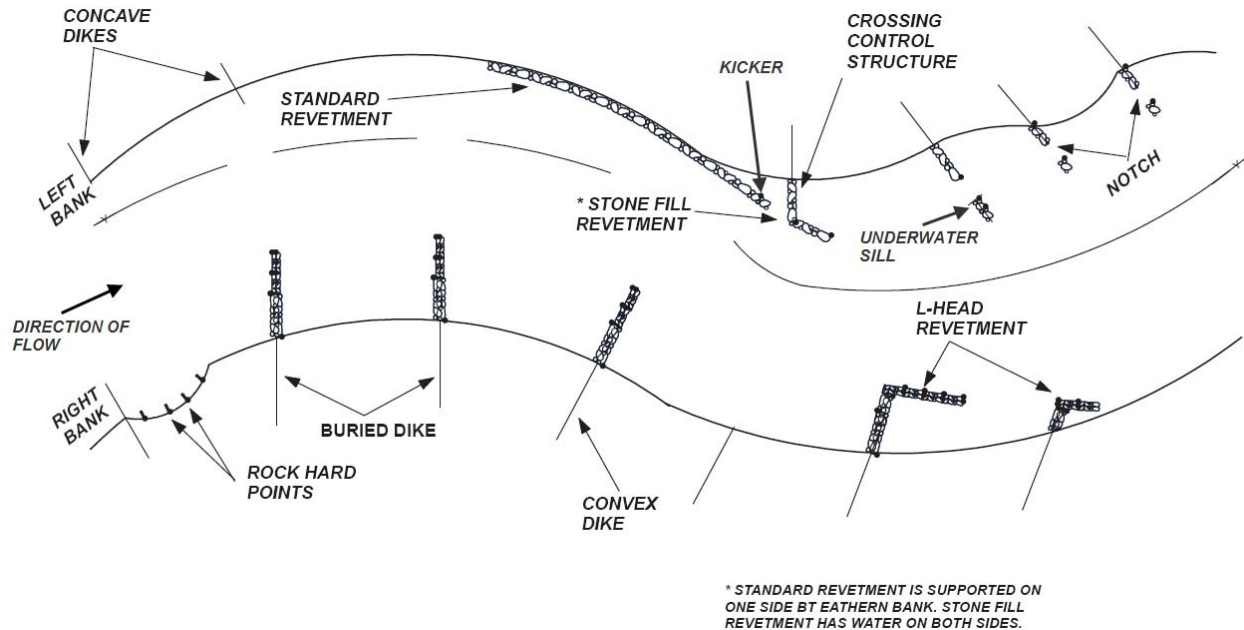 CONCAVE
DIKES
STANDARD
REVETMENT
KICKER
CROSSING
CONTROL
STRUCTURE
LEFT
BANK
* STONE FILL
REVETMENT
UNDERWATER
SILL
NOTCH
DIRECTION OF
FLOW
L-HEAD
REVETMENT
RIGHT
BANK
BURIED DIKE
ROCK HARD
POINTS
CONVEX
DIKE
* STANDARD REVETMENT IS SUPPORTED ON
ONE SIDE BT EATHERN BANK. STONE FILL
REVETMENT HAS WATER ON BOTH SIDES.